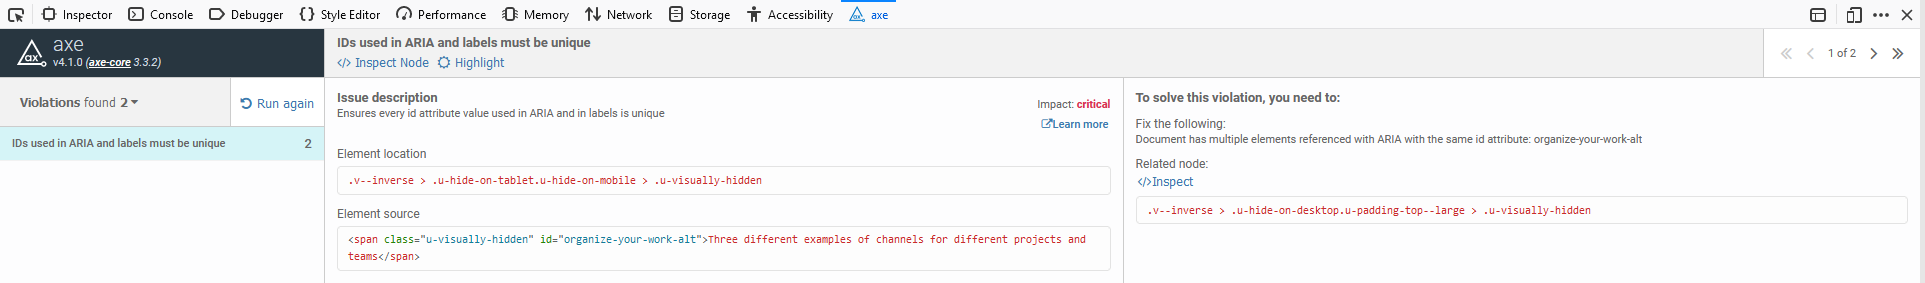 Inspector Console Debugger Style Editor Performance Memory Network Storage Accessibility axe
axe
v4.1.0 (axe-core 3.3.2)
Violations found 2
Run again
IDs used in ARIA and labels must be unique 2
IDs used in ARIA and labels must be unique
</> Inspect Node Highlight
1 of 2
Issue description
Ensures every id attribute value used in ARIA and in labels is unique
Impact: critical
Learn more
Element location
.v--inverse > .u-hide-on-tablet.u-hide-on-mobile > .u-visually-hidden
Element source
<span class="u-visually-hidden" id="organize-your-work-alt">Three different examples of channels for different projects and
teams</span>
To solve this violation, you need to:
Fix the following:
Document has multiple elements referenced with ARIA with the same id attribute: organize-your-work-alt
Related node:
</>Inspect
.v--inverse > .u-hide-on-desktop.u-padding-top--large > .u-visually-hidden